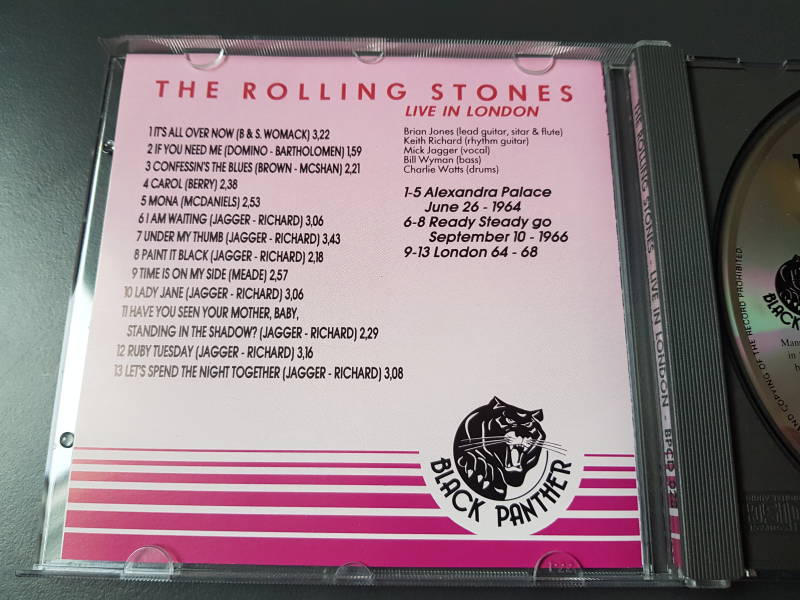 THE ROLLING STONES
LIVE IN LONDON
1 IT'S ALL OVER NOW (B & S. WOMACK) 3,22
2 IF YOU NEED ME (DOMINO - BARTHOLOMEN) 1,59
3 CONFESSIN'S THE BLUES (BROWN - MCSHAN) 2,21
4 CAROL (BERRY) 2,38
5 MONA (MCDANIELS) 2,53
6 I AM WAITING (JAGGER - RICHARD) 3,06
7 UNDER MY THUMB (JAGGER - RICHARD) 3,43
8 PAINT IT BLACK (JAGGER - RICHARD) 2,18
9 TIME IS ON MY SIDE (MEADE) 2,57
10 LADY JANE (JAGGER - RICHARD) 3,06
11 HAVE YOU SEEN YOUR MOTHER, BABY,
STANDING IN THE SHADOW? (JAGGER - RICHARD) 2,29
12 RUBY TUESDAY (JAGGER - RICHARD) 3,16
13 LET'S SPEND THE NIGHT TOGETHER (JAGGER - RICHARD) 3,08
Brian Jones (lead guitar, sitar & flute)
Keith Richard (rhythm guitar)
Mick Jagger (vocal)
Bill Wyman (bass)
Charlie Watts (drums)
1-5 Alexandra Palace
June 26 - 1964
6-8 Ready Steady go
September 10 - 1966
9-13 London 64 - 68
BLACK PANTHER
THE ROLLING STONES - LIVE IN LONDON - BPCD
BLACK
AND COPYING OF THE RECORD PROHIBITED.